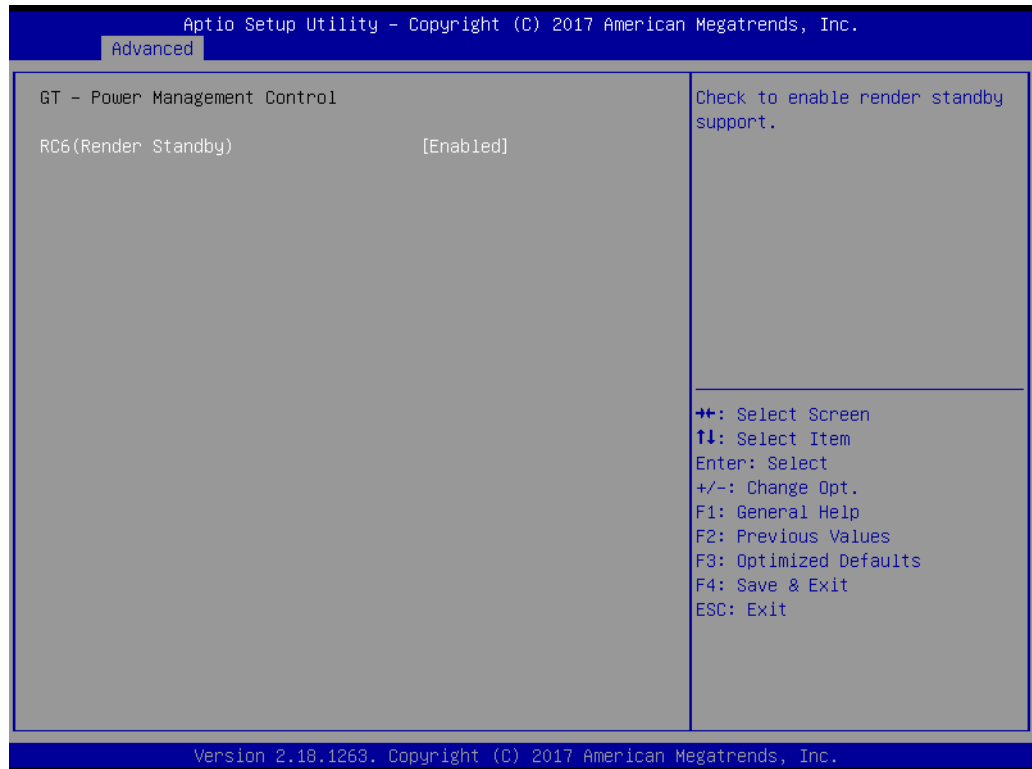 Aptio Setup Utility – Copyright (C) 2017 American Megatrends, Inc.
Advanced
GT – Power Management Control
RC6(Render Standby) [Enabled]
Check to enable render standby
support.
→←: Select Screen
↑↓: Select Item
Enter: Select
+/-: Change Opt.
F1: General Help
F2: Previous Values
F3: Optimized Defaults
F4: Save & Exit
ESC: Exit
Version 2.18.1263. Copyright (C) 2017 American Megatrends, Inc.